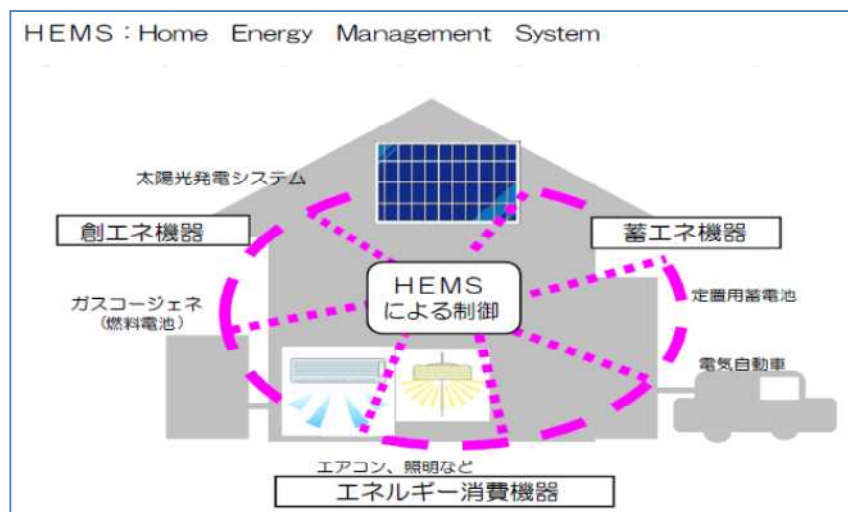 HEMS：Home Energy Management System
太陽光発電システム
創エネ機器
蓄エネ機器
HEMS
による制御
ガスコージェネ
(燃料電池)
定置用蓄電池
電気自動車
エアコン、照明など
エネルギー消費機器